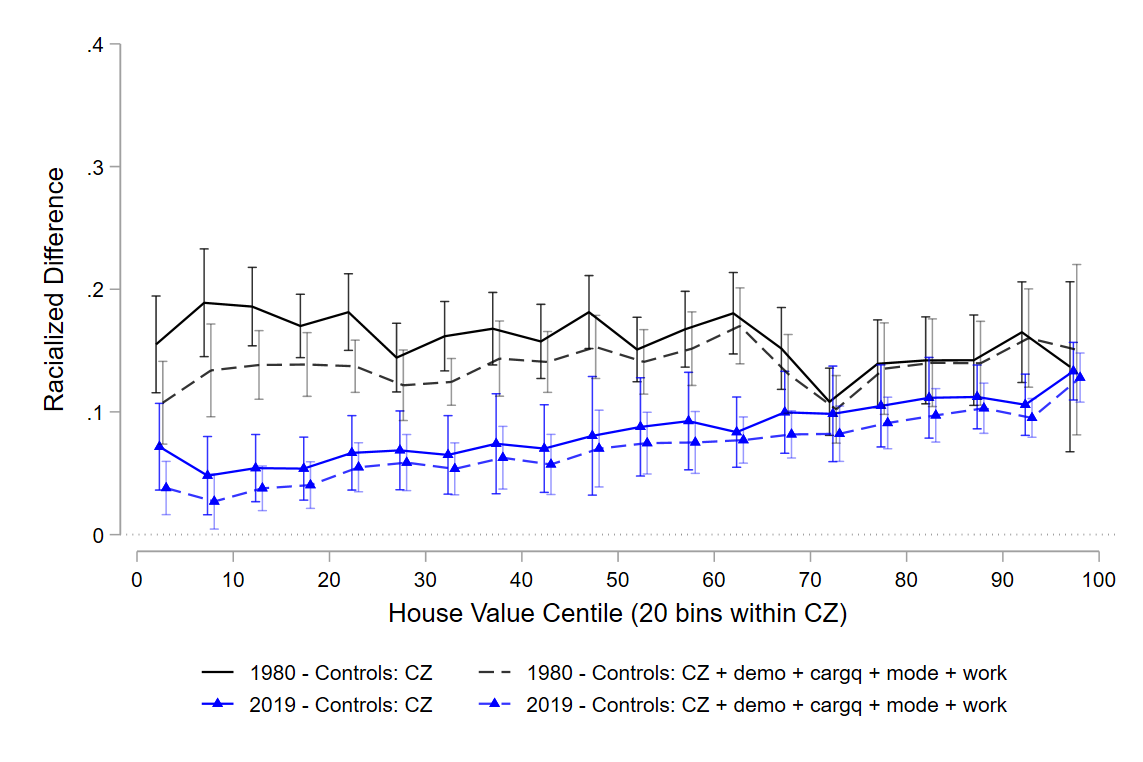 .4
.3
.2
.1
0
Racialized Difference
0 10 20 30 40 50 60 70 80 90 100
House Value Centile (20 bins within CZ)
1980 - Controls: CZ 1980 - Controls: CZ + demo + cargq + mode + work
2019 - Controls: CZ 2019 - Controls: CZ + demo + cargq + mode + work